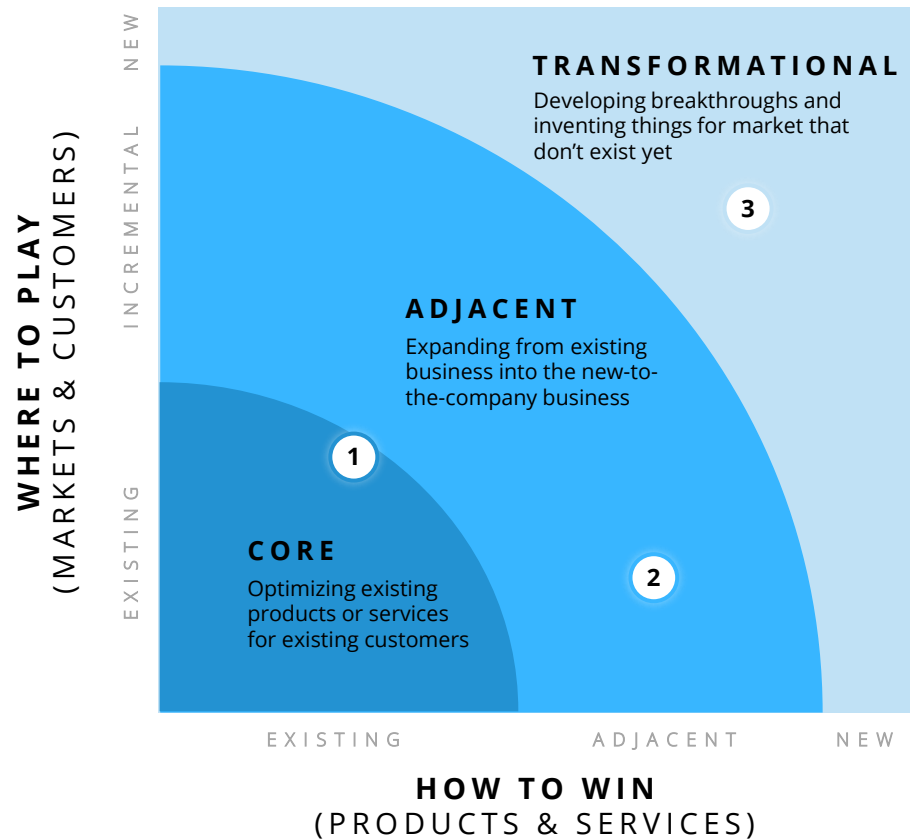 NEW
INCREMENTAL
EXISTING
WHERE TO PLAY
(MARKETS & CUSTOMERS)
TRANSFORMATIONAL
Developing breakthroughs and
inventing things for market that
don’t exist yet
3
ADJACENT
Expanding from existing
business into the new-to-
the-company business
1
CORE
Optimizing existing
products or services
for existing customers
2
EXISTING
ADJACENT
NEW
HOW TO WIN
(PRODUCTS & SERVICES)